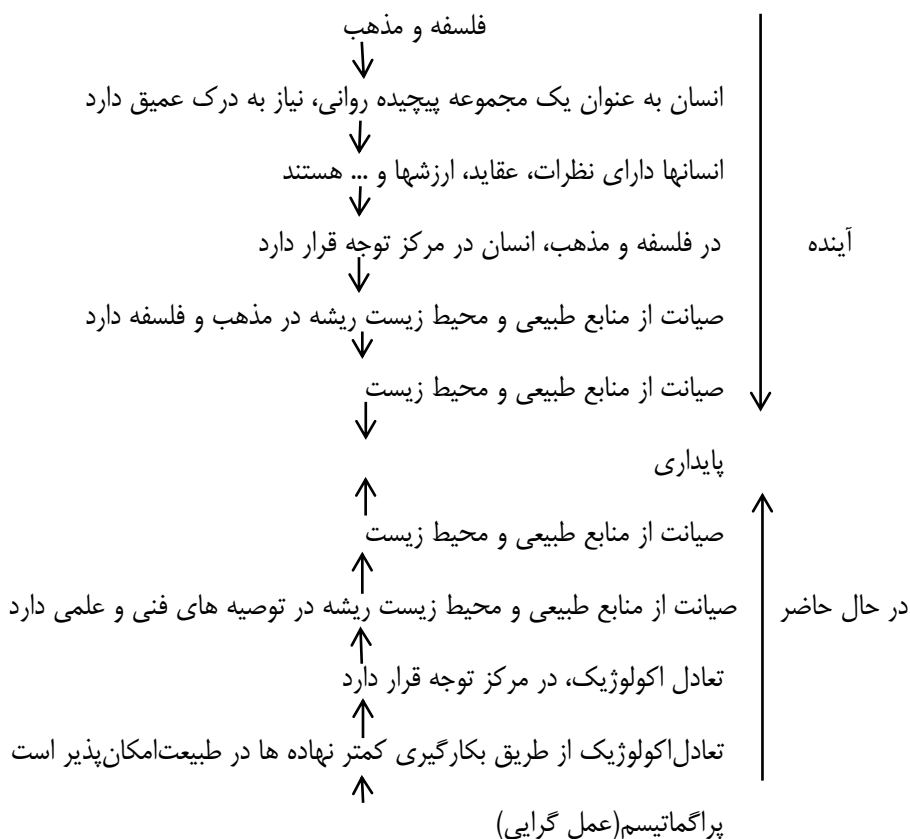 فلسفه و مذهب
انسان به عنوان یک مجموعه پیچیده روانی، نیاز به درک عمیق دارد
انسانها دارای نظرات، عقاید، ارزشها و ... هستند
در فلسفه و مذهب، انسان در مرکز توجه قرار دارد
آینده
صیانت از منابع طبیعی و محیط زیست ریشه در مذهب و فلسفه دارد
صیانت از منابع طبیعی و محیط زیست
پایداری
صیانت از منابع طبیعی و محیط زیست
در حال حاضر
صیانت از منابع طبیعی و محیط زیست ریشه در توصیه های فنی و علمی دارد
تعادل اکولوژیک، در مرکز توجه قرار دارد
تعادل‌اکولوژیک از طریق بکارگیری کمتر نهاده ها در طبیعت‌امکان‌پذیر است
پراگماتیسم(عمل گرایی)